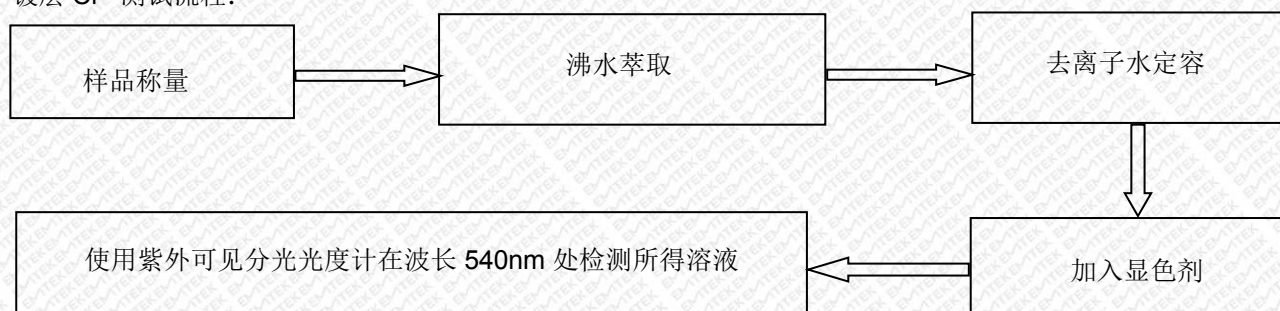 样品称量
沸水萃取
去离子水定容
加入显色剂
使用紫外可见分光光度计在波长 540nm 处检测所得溶液